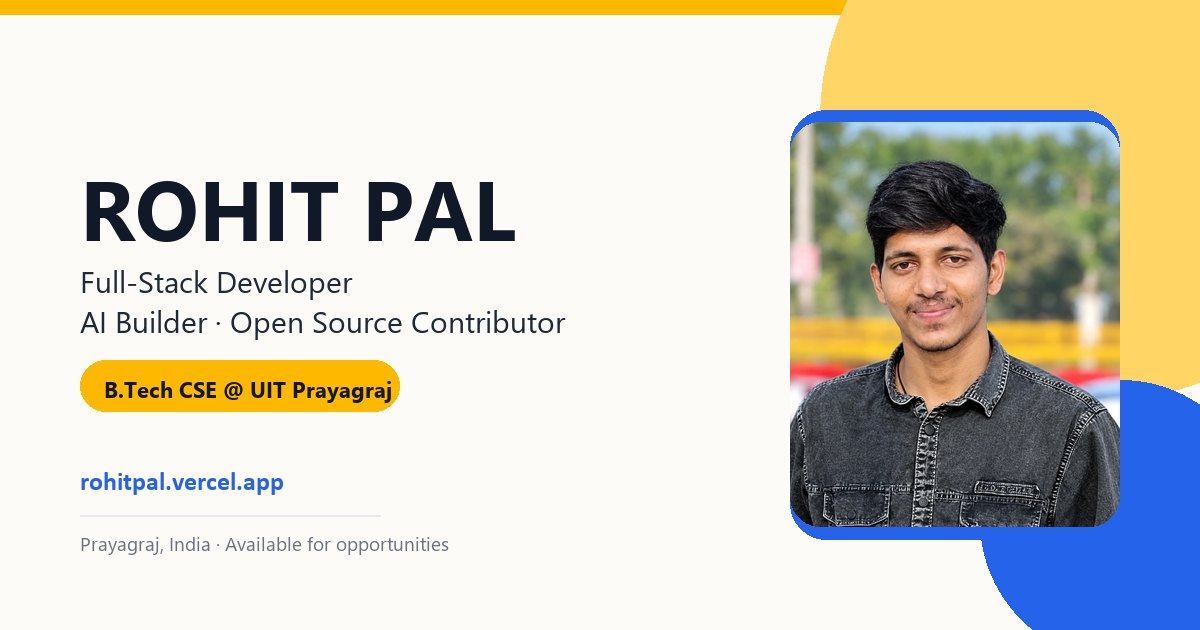 ROHIT PAL
Full-Stack Developer
AI Builder · Open Source Contributor
B.Tech CSE @ UIT Prayagraj
rohitpal.vercel.app
Prayagraj, India · Available for opportunities